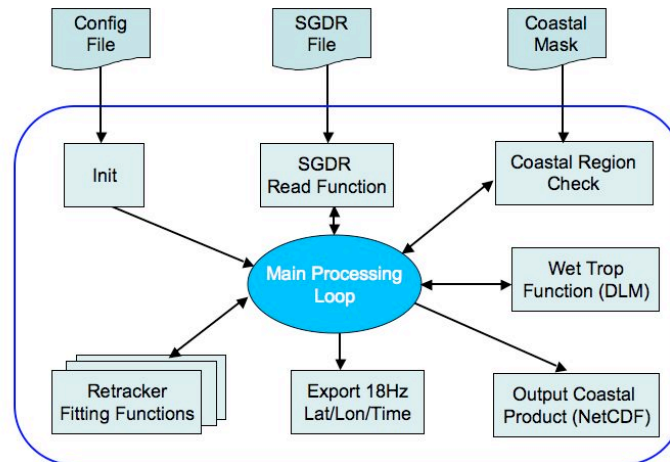 Config
File
SGDR
File
Coastal
Mask
Init
SGDR
Read Function
Coastal Region
Check
Main Processing
Loop
Wet Trop
Function (DLM)
Retracker
Fitting Functions
Export 18Hz
Lat/Lon/Time
Output Coastal
Product (NetCDF)